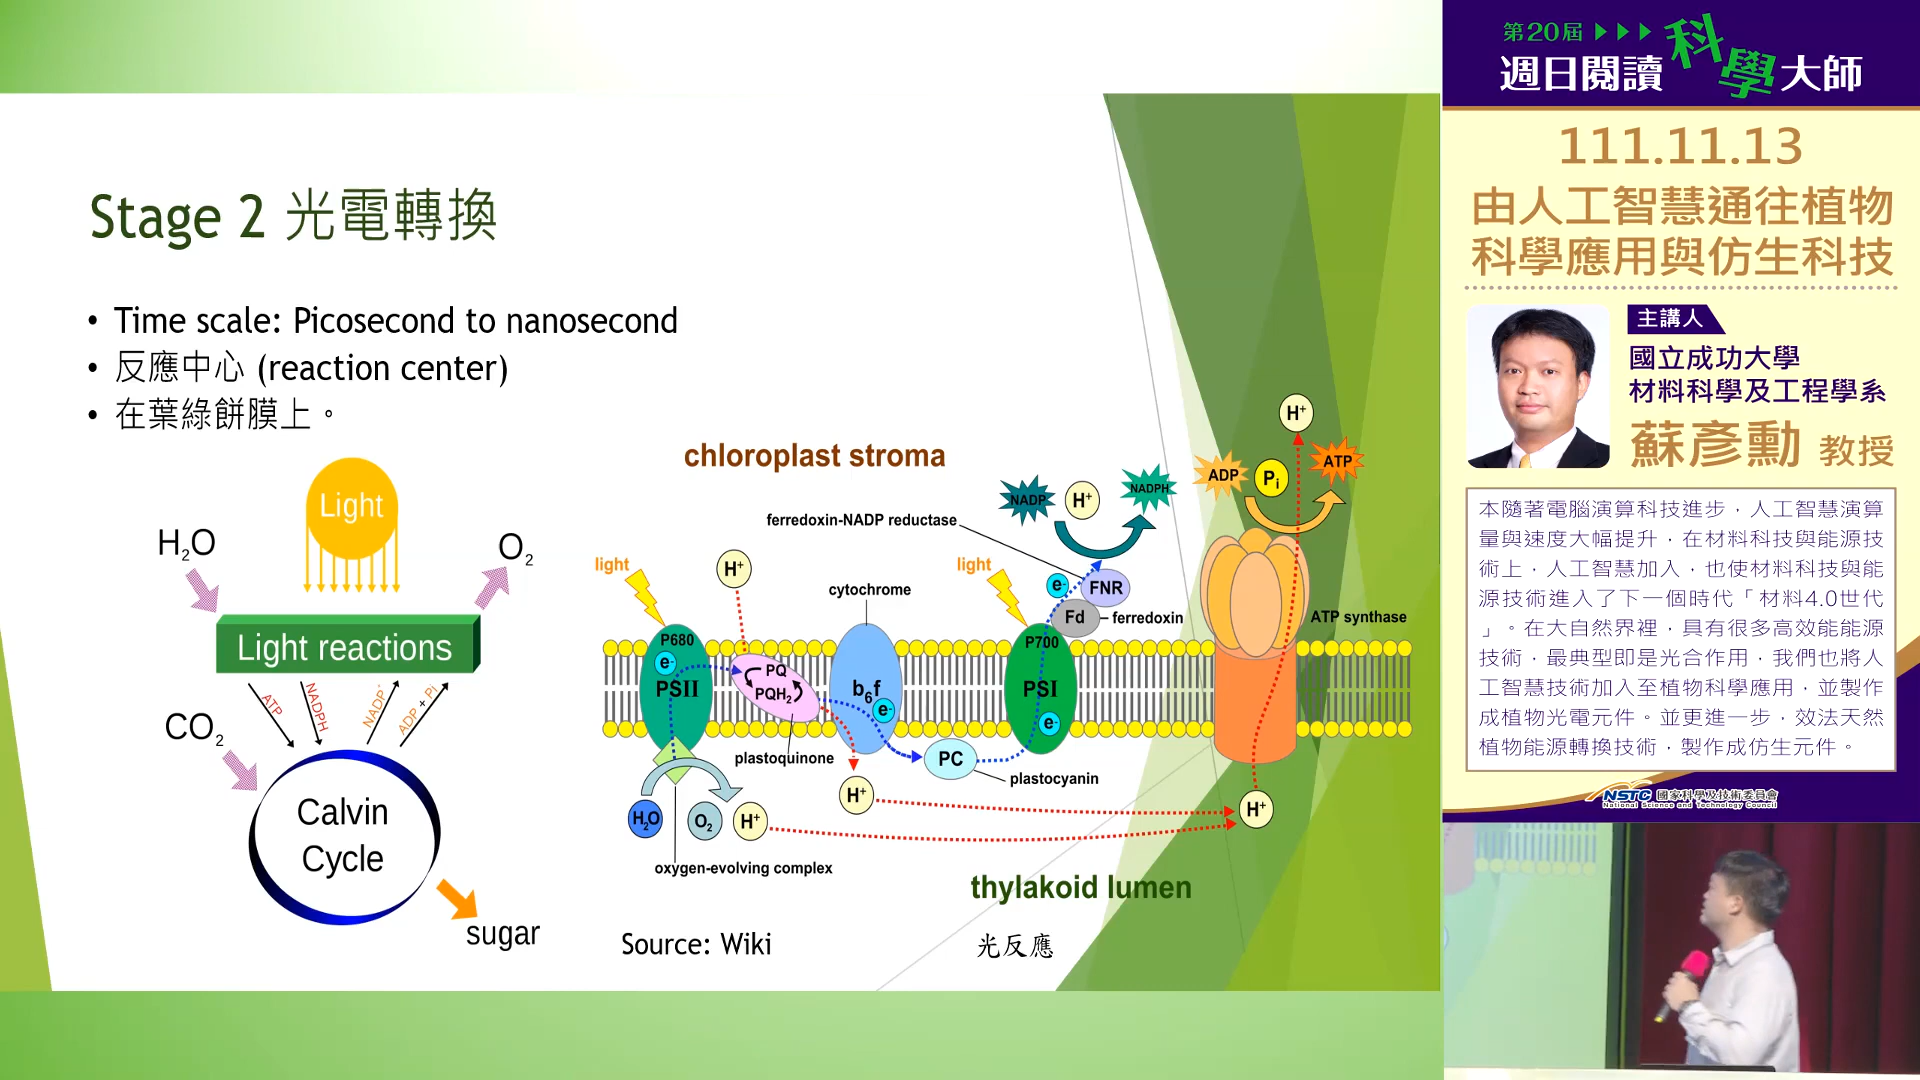 Stage 2 光電轉換
• Time scale: Picosecond to nanosecond
• 反應中心 (reaction center)
• 在葉綠餅膜上。
Light
H2O
O2
Light reactions
ATP
NADPH
NADP+
ADP + Pi
CO2
Calvin
Cycle
sugar
chloroplast stroma
H+
ADP
Pi
ATP
NADP
H+
NADPH
ferredoxin-NADP reductase
light
H+
cytochrome
light
e-
FNR
Fd
ferredoxin
ATP synthase
P680
e-
PSII
PQ
PQH2
b6f
e-
P700
PSI
e-
plastoquinone
PC
plastocyanin
H2O
O2
H+
H+
H+
oxygen-evolving complex
thylakoid lumen
Source: Wiki
光反應
第20屆
週日閱讀科學大師
111.11.13
由人工智慧通往植物
科學應用與仿生科技
主講人
國立成功大學
材料科學及工程學系
蘇彥勳 教授
本隨著電腦演算科技進步，人工智慧演算
量與速度大幅提升，在材料科技與能源技
術上，人工智慧加入，也使材料科技與能
源技術進入了下一個時代「材料4.0世代
」。在大自然界裡，具有很多高效能能源
技術，最典型即是光合作用，我們也將人
工智慧技術加入至植物科學應用，並製作
成植物光電元件。並更進一步，效法天然
植物能源轉換技術，製作成仿生元件。
NSTC 國家科學及技術委員會
National Science and Technology Council